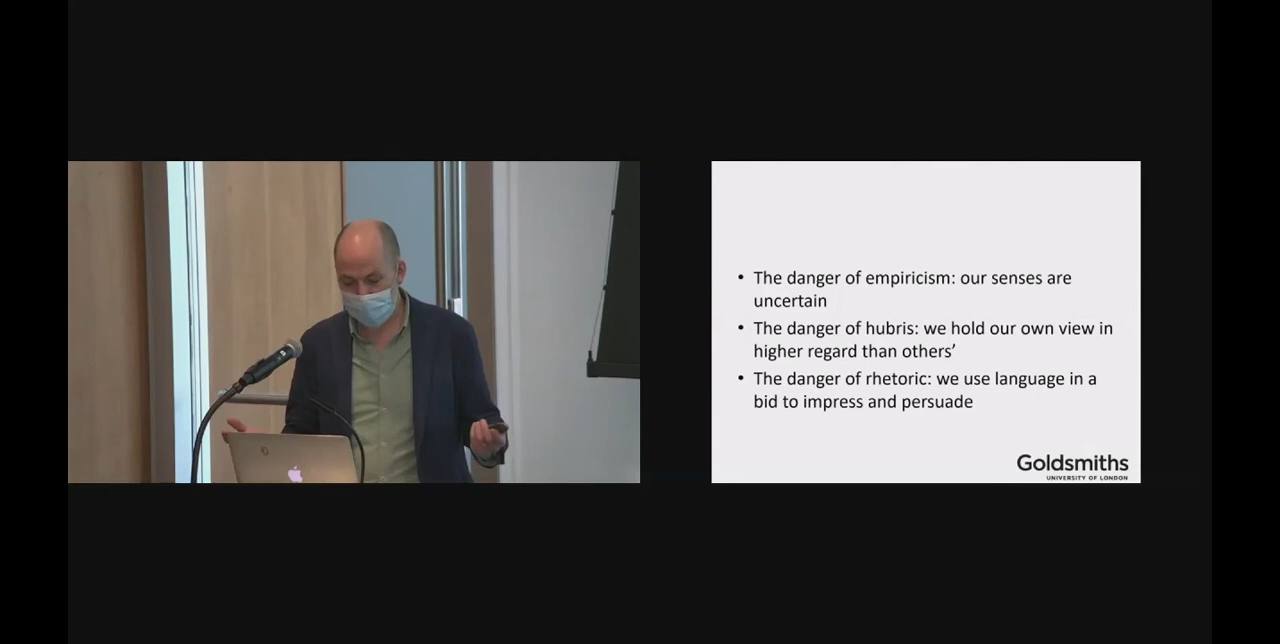 • The danger of empiricism: our senses are
uncertain
• The danger of hubris: we hold our own view in
higher regard than others’
• The danger of rhetoric: we use language in a
bid to impress and persuade
Goldsmiths
UNIVERSITY OF LONDON